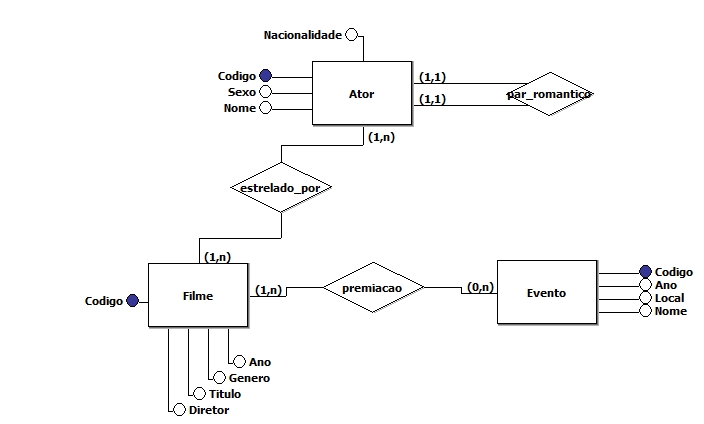 Nacionalidade
Codigo
Sexo
Nome
Ator
(1,1)
(1,1)
par_romantico
(1,n)
estrelado_por
(1,n)
Codigo
Filme
(1,n)
premiacao
(0,n)
Evento
Codigo
Ano
Local
Nome
Ano
Genero
Titulo
Diretor